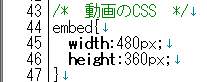 43 /* 動画のCSS */↓
44 embed{↓
45 width:480px;↓
46 height:360px;↓
47 }↓